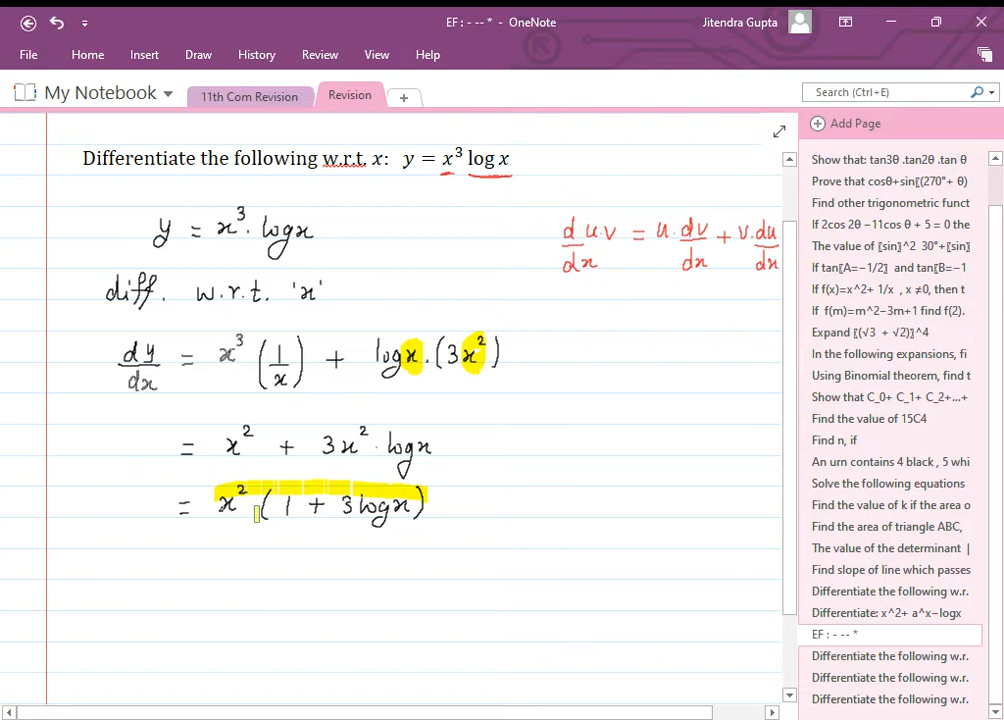 EF : - -- * - OneNote
Jitendra Gupta
File Home Insert Draw History Review View Help
My Notebook
11th Com Revision
Revision
+
Search (Ctrl+E)
Differentiate the following w.r.t. x: y = x³ log x
y = x³ · logx
d/dx u.v = u. dv/dx + v. du/dx
diff. w.r.t. 'x'
dy/dx = x³ (1/x) + logx · (3x²)
= x² + 3x² · logx
= x² (1 + 3 logx)
Add Page
Show that: tan3θ .tan2θ .tan θ
Prove that cosθ+sin〖(270°+ θ)
Find other trigonometric funct
If 2cos 2θ −11cos θ + 5 = 0 the
The value of 〖sin〗^2 30°+〖sin〗
If tan〖A=−1/2〗 and tan〖B=−1
If f(x)=x^2+ 1/x , x ≠0, then t
If f(m)=m^2−3m+1 find f(2).
Expand 〖(√3 + √2)〗^4
In the following expansions, fi
Using Binomial theorem, find t
Show that C_0+ C_1+ C_2+...+
Find the value of 15C4
Find n, if
An urn contains 4 black , 5 whi
Solve the following equations
Find the value of k if the area o
Find the area of triangle ABC,
The value of the determinant |
Find slope of line which passes
Differentiate the following w.r.
Differentiate: x^2+ a^x−logx
EF : - -- *
Differentiate the following w.r.
Differentiate the following w.r.
Differentiate the following w.r.